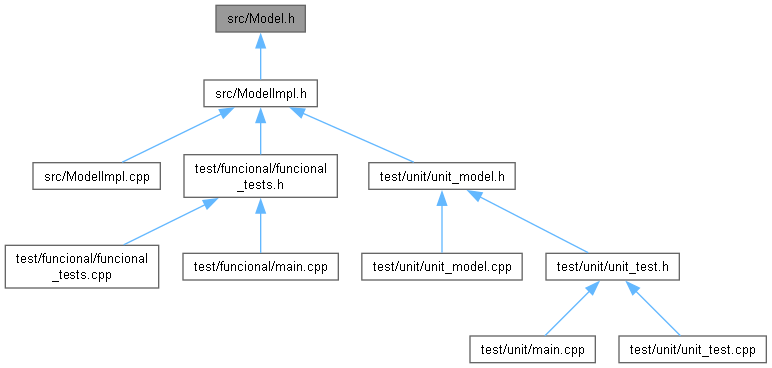 src/Model.h
src/ModelImpl.h
src/ModelImpl.cpp
test/funcional/funcional
_tests.h
test/unit/unit_model.h
test/funcional/funcional
_tests.cpp
test/funcional/main.cpp
test/unit/unit_model.cpp
test/unit/unit_test.h
test/unit/main.cpp
test/unit/unit_test.cpp